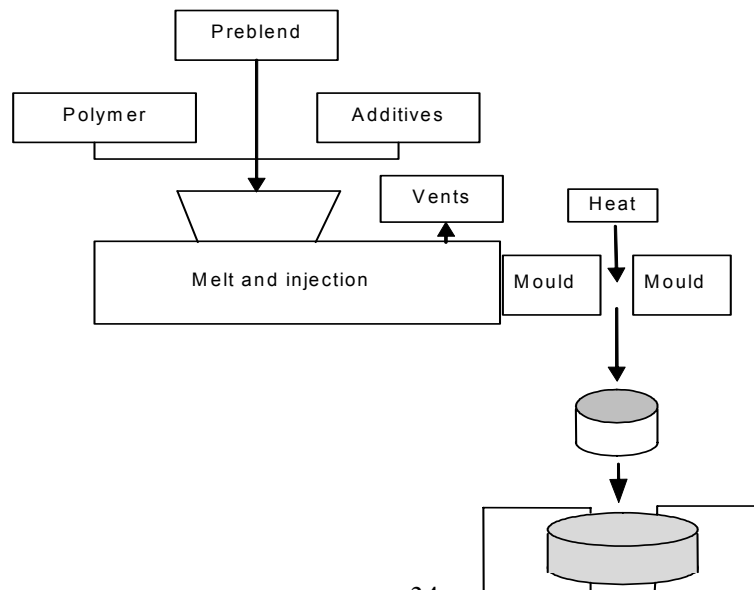 Preblend
Polymer
Additives
Vents
Heat
Melt and injection
Mould
Mould